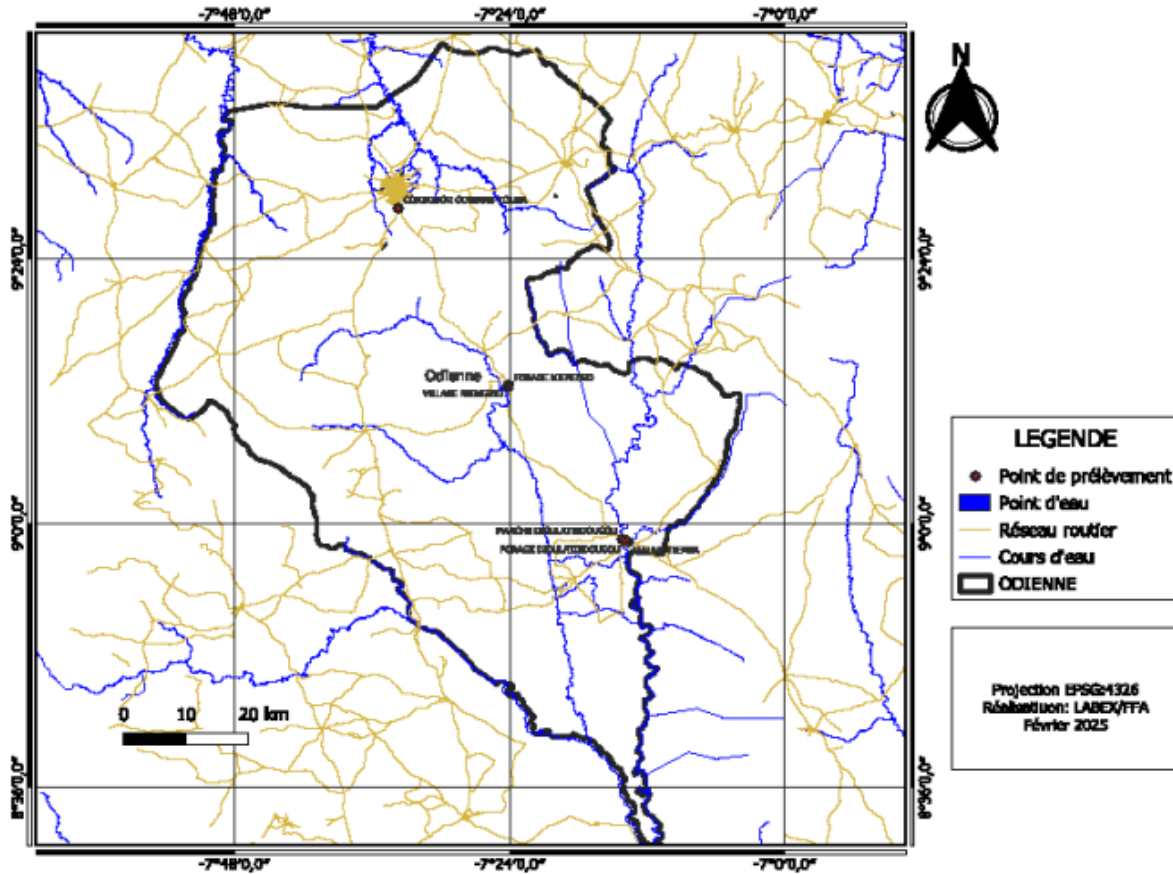 -7°48'0,0" -7°24'0,0" -7°0'0,0"
N
9°24'0,0" 9°24'0,0"
Odienne
9°0'0,0" 9°0'0,0"
LEGENDE
Point de prélèvement
Point d'eau
Réseau routier
Cours d'eau
ODIENNE
0 10 20 km
Projection EPSG:4326
Réalisatiuon: LABEX/FFA
Février 2025
8°36'0,0" 8°36'0,0"
-7°48'0,0" -7°24'0,0" -7°0'0,0"